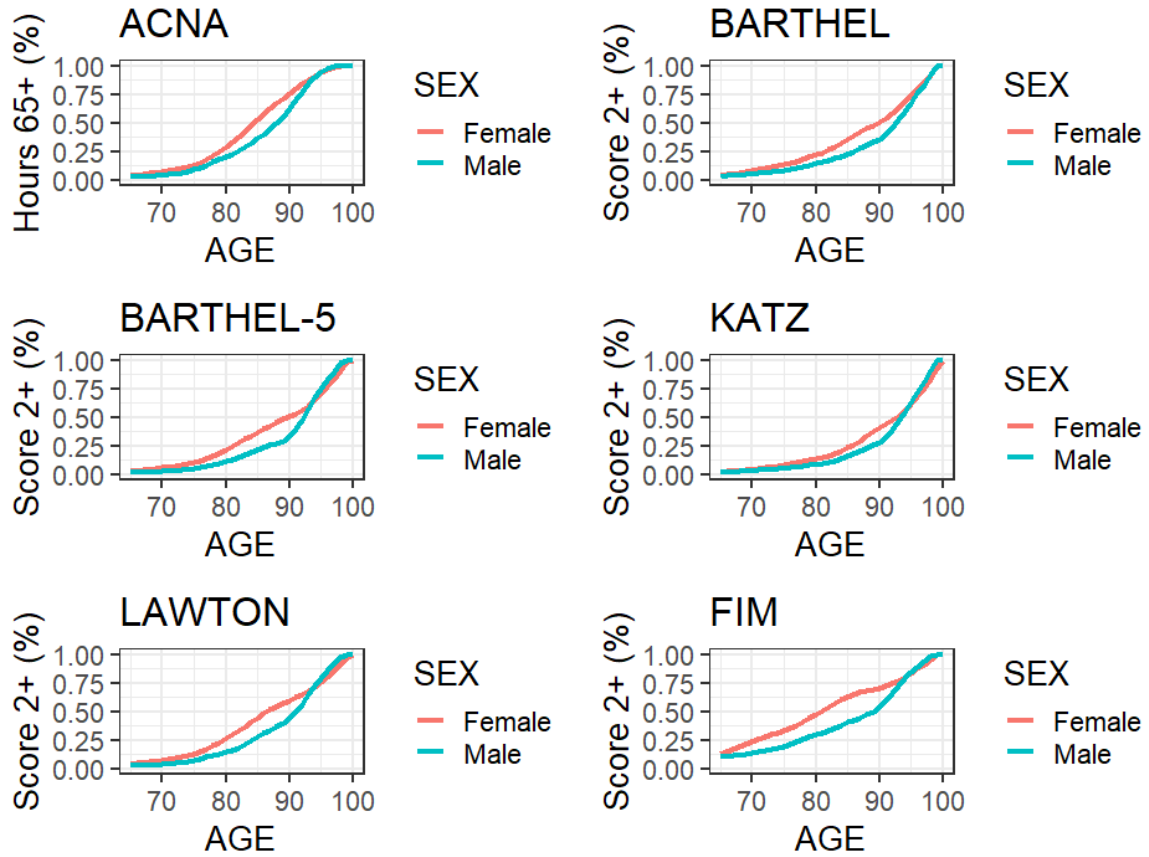 ACNA
Hours 65+ (%)
1.00
0.75
0.50
0.25
0.00
70 80 90 100
AGE
SEX
Female
Male
BARTHEL
Score 2+ (%)
1.00
0.75
0.50
0.25
0.00
70 80 90 100
AGE
SEX
Female
Male
BARTHEL-5
Score 2+ (%)
1.00
0.75
0.50
0.25
0.00
70 80 90 100
AGE
SEX
Female
Male
KATZ
Score 2+ (%)
1.00
0.75
0.50
0.25
0.00
70 80 90 100
AGE
SEX
Female
Male
LAWTON
Score 2+ (%)
1.00
0.75
0.50
0.25
0.00
70 80 90 100
AGE
SEX
Female
Male
FIM
Score 2+ (%)
1.00
0.75
0.50
0.25
0.00
70 80 90 100
AGE
SEX
Female
Male